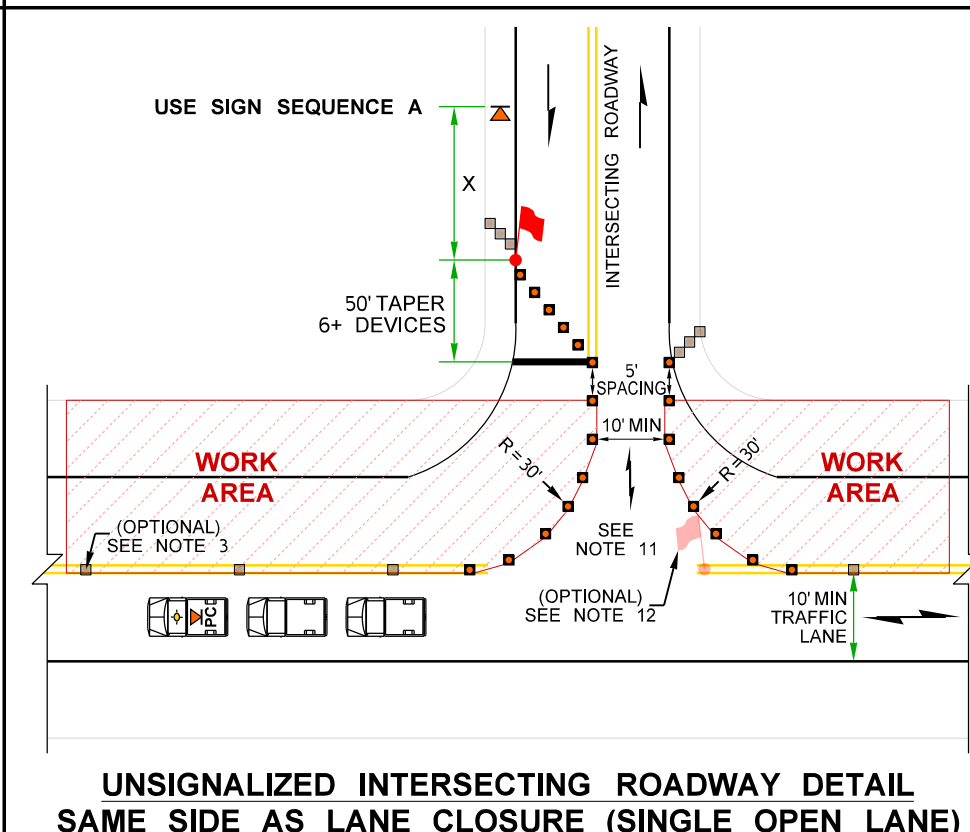 USE SIGN SEQUENCE A
X
INTERSECTING ROADWAY
50' TAPER
6+ DEVICES
5'
SPACING
10' MIN
R = 30'
R = 30'
WORK
AREA
WORK
AREA
(OPTIONAL)
SEE NOTE 3
SEE
NOTE 11
(OPTIONAL)
SEE NOTE 12
10' MIN
TRAFFIC
LANE
PC
UNSIGNALIZED INTERSECTING ROADWAY DETAIL
SAME SIDE AS LANE CLOSURE (SINGLE OPEN LANE)